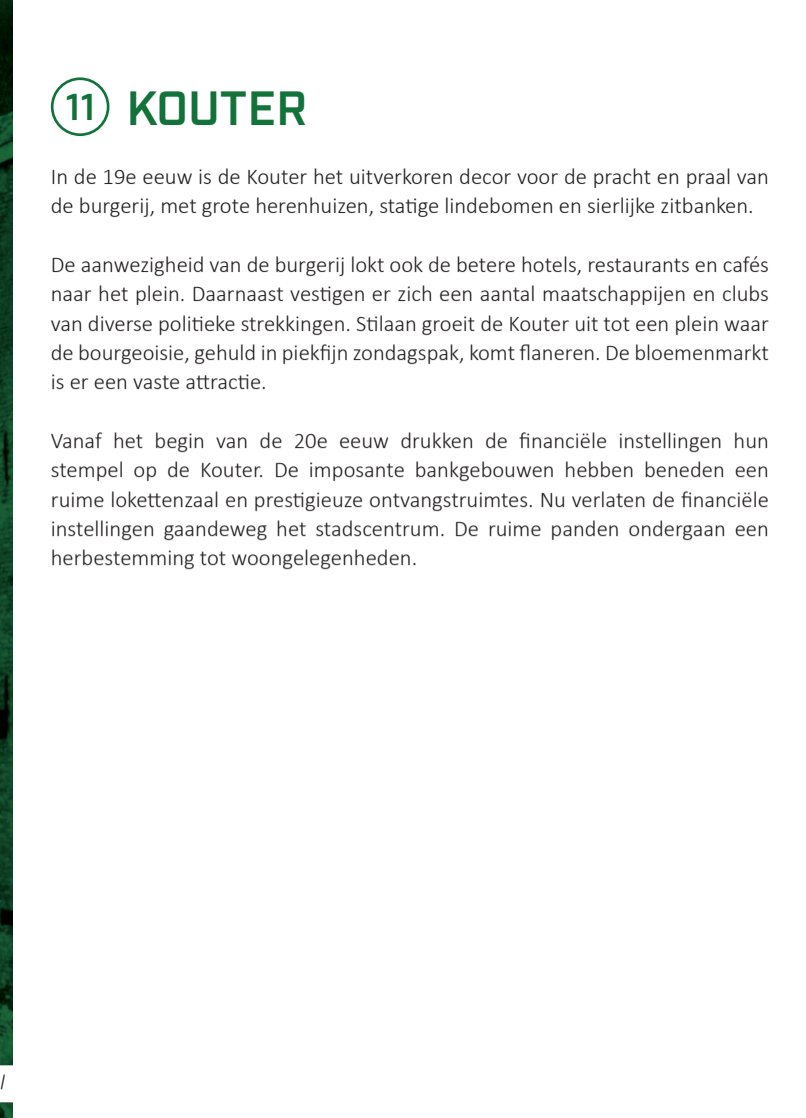 11 KOUTER
In de 19e eeuw is de Kouter het uitverkoren decor voor de pracht en praal van
de burgerij, met grote herenhuizen, statige lindebomen en sierlijke zitbanken.
De aanwezigheid van de burgerij lokt ook de betere hotels, restaurants en cafés
naar het plein. Daarnaast vestigen er zich een aantal maatschappijen en clubs
van diverse politieke strekkingen. Stilaan groeit de Kouter uit tot een plein waar
de bourgeoisie, gehuld in piekfijn zondagspak, komt flaneren. De bloemenmarkt
is er een vaste attractie.
Vanaf het begin van de 20e eeuw drukken de financiële instellingen hun
stempel op de Kouter. De imposante bankgebouwen hebben beneden een
ruime lokettenzaal en prestigieuze ontvangstruimtes. Nu verlaten de financiële
instellingen gaandeweg het stadscentrum. De ruime panden ondergaan een
herbestemming tot woongelegenheden.